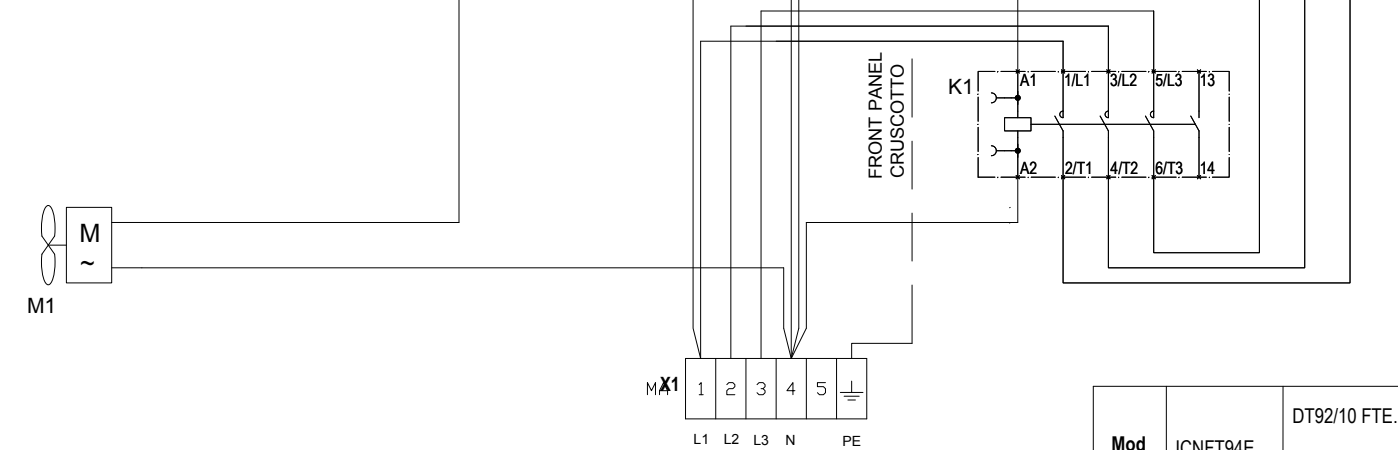 FRONT PANEL
CRUSCOTTO
K1
A1 1/L1 3/L2 5/L3 13
A2 2/T1 4/T2 6/T3 14
M
~
M1
X1 1 2 3 4 5
L1 L2 L3 N PE
DT92/10 FTE.
Mod